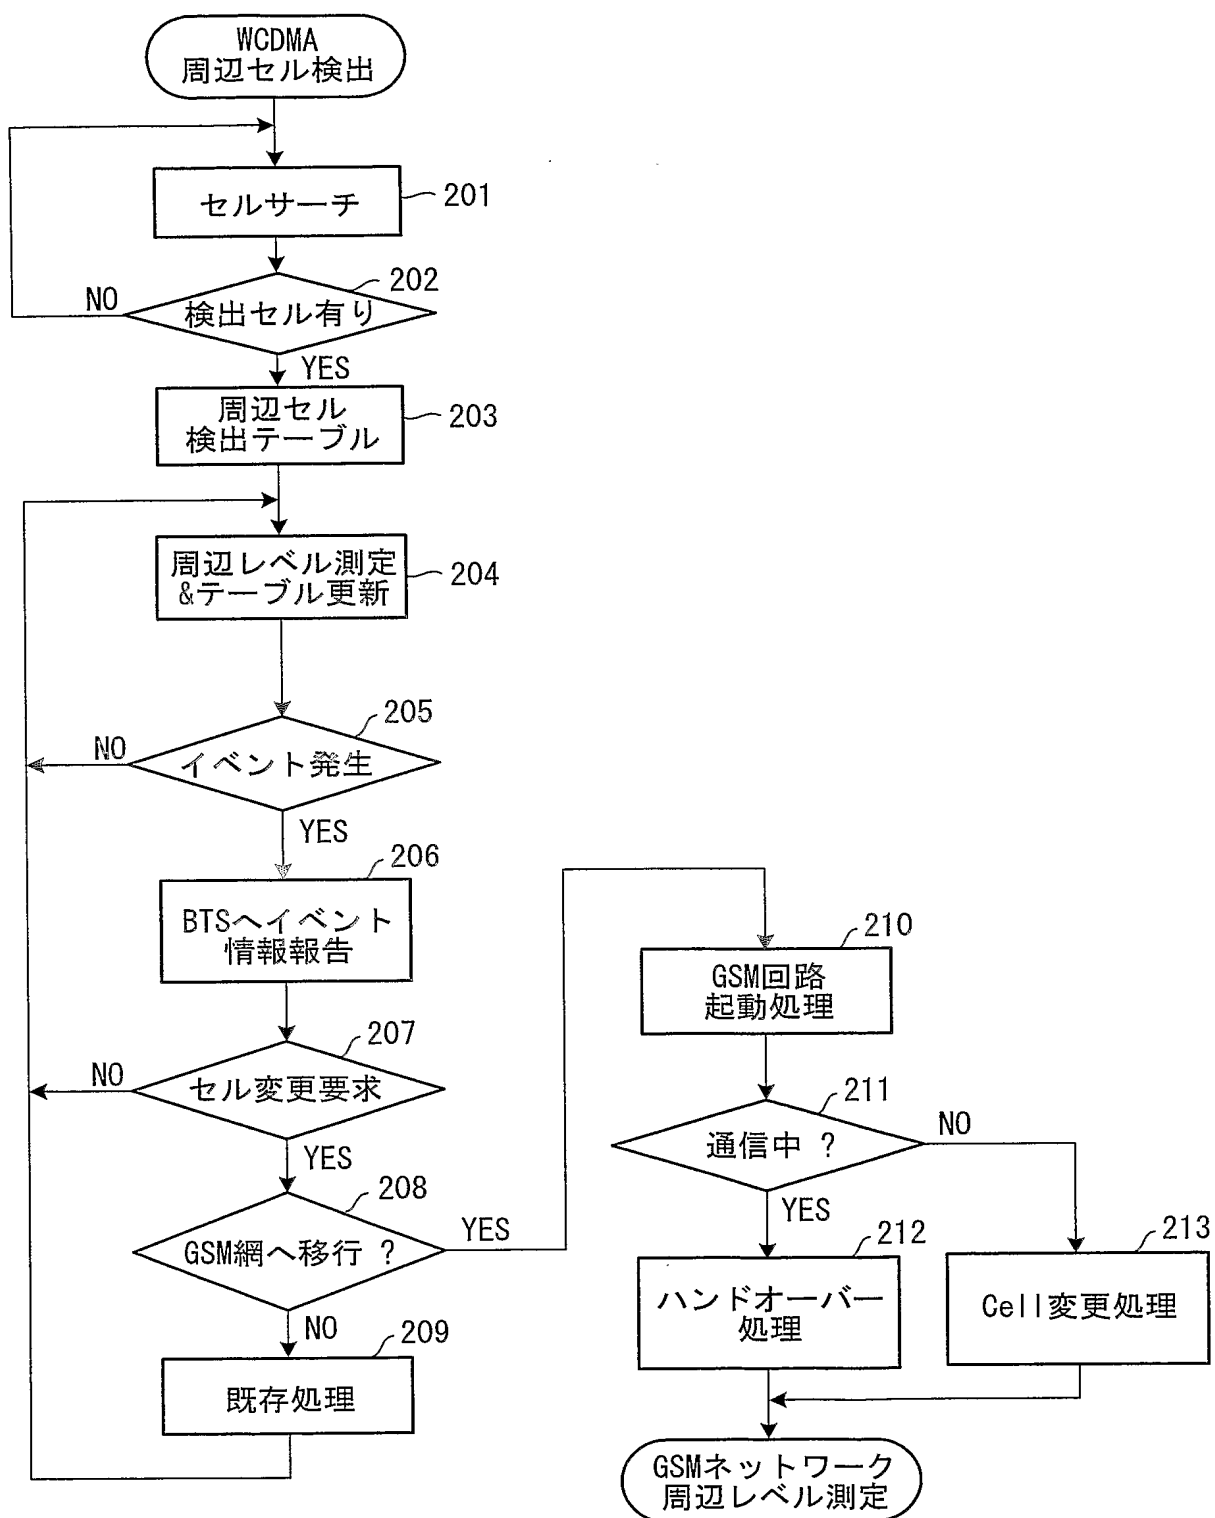 WCDMA
周辺セル検出
セルサーチ
201
202
検出セル有り
NO
YES
周辺セル
検出テーブル
203
周辺レベル測定
&テーブル更新
204
205
イベント発生
NO
YES
206
BTSへイベント
情報報告
207
セル変更要求
NO
YES
208
GSM網へ移行 ?
YES
NO
209
既存処理
210
GSM回路
起動処理
211
通信中 ?
NO
YES
212
ハンドオーバー
処理
213
Cell変更処理
GSMネットワーク
周辺レベル測定